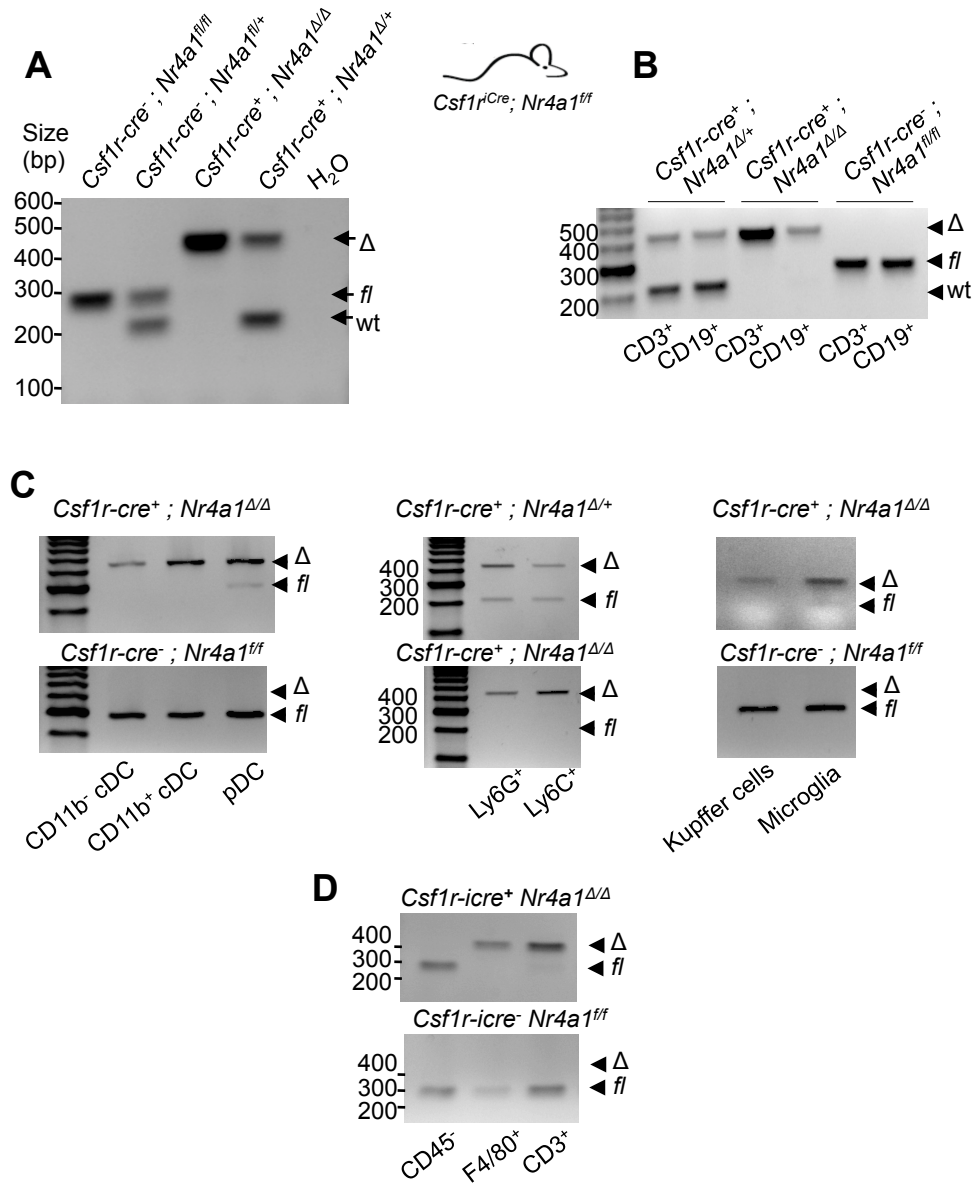 A
Csf1r-cre⁻ ; Nr4a1ᶠˡ/ᶠˡ
Csf1r-cre⁻ ; Nr4a1ᶠˡ/⁺
Csf1r-cre⁺ ; Nr4a1Δ/Δ
Csf1r-cre⁺ ; Nr4a1Δ/⁺
H₂O
Size
(bp)
600
500
400
300
200
100
Δ
fl
wt
Csf1rⁱCʳᵉ; Nr4a1ᶠ/ᶠ
B
Csf1r-cre⁺ ;
Nr4a1Δ/⁺
Csf1r-cre⁺ ;
Nr4a1Δ/Δ
Csf1r-cre⁻ ;
Nr4a1ᶠˡ/ᶠˡ
500
400
300
200
Δ
fl
wt
CD3⁺
CD19⁺
CD3⁺
CD19⁺
CD3⁺
CD19⁺
C
Csf1r-cre⁺ ; Nr4a1Δ/Δ
Δ
fl
Csf1r-cre⁻ ; Nr4a1ᶠ/ᶠ
Δ
fl
CD11b⁻ cDC
CD11b⁺ cDC
pDC
Csf1r-cre⁺ ; Nr4a1Δ/⁺
400
300
200
Δ
fl
Csf1r-cre⁺ ; Nr4a1Δ/Δ
400
300
200
Δ
fl
Ly6G⁺
Ly6C⁺
Csf1r-cre⁺ ; Nr4a1Δ/Δ
Δ
fl
Csf1r-cre⁻ ; Nr4a1ᶠ/ᶠ
Δ
fl
Kupffer cells
Microglia
D
Csf1r-icre⁺ Nr4a1Δ/Δ
400
300
200
Δ
fl
Csf1r-icre⁻ Nr4a1ᶠ/ᶠ
400
300
200
Δ
fl
CD45⁻
F4/80⁺
CD3⁺